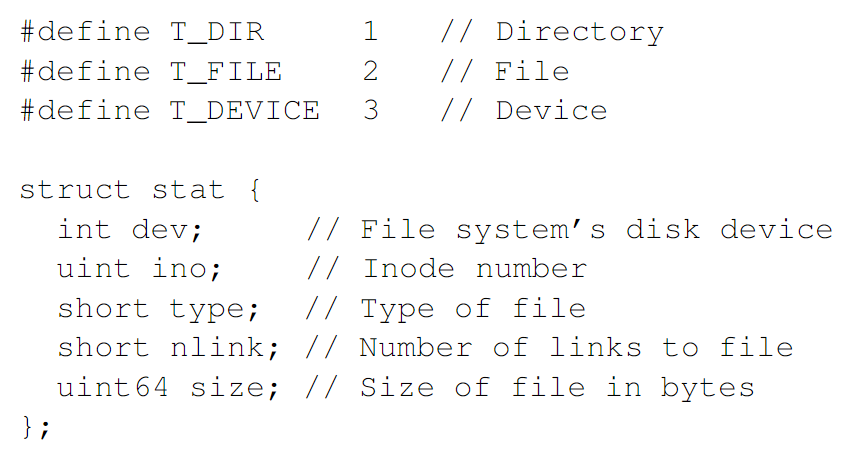 #define T_DIR     1   // Directory
#define T_FILE    2   // File
#define T_DEVICE  3   // Device

struct stat {
  int dev;     // File system’s disk device
  uint ino;    // Inode number
  short type;  // Type of file
  short nlink; // Number of links to file
  uint64 size; // Size of file in bytes
};